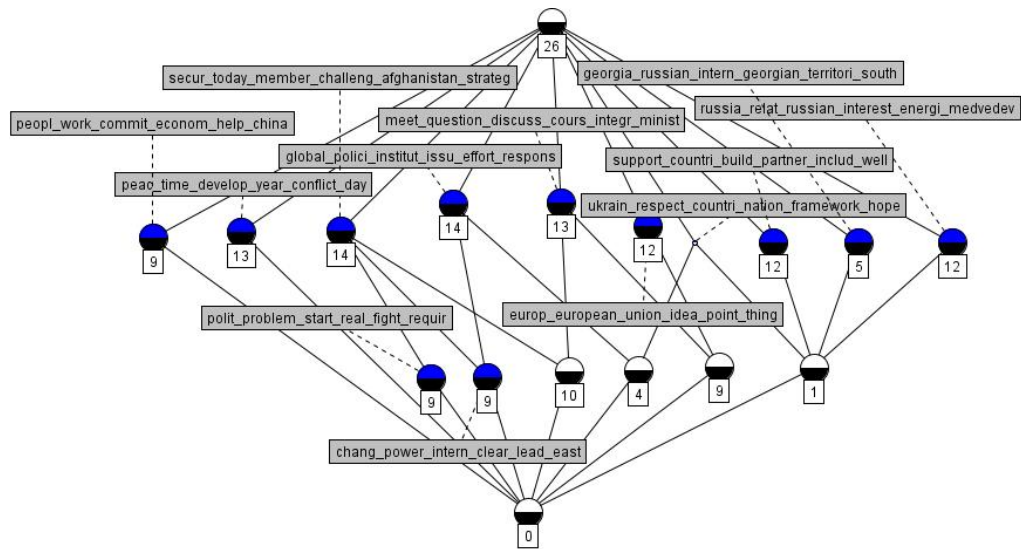 26
secur_today_member_challeng_afghanistan_strateg
georgia_russian_intern_georgian_territori_south
russia_relat_russian_interest_energi_medvedev
peopl_work_commit_econom_help_china
meet_question_discuss_cours_integr_minist
global_polici_institut_issu_effort_respons
support_countri_build_partner_includ_well
peac_time_develop_year_conflict_day
ukrain_respect_countri_nation_framework_hope
9
13
14
14
13
12
12
5
12
polit_problem_start_real_fight_requir
europ_european_union_idea_point_thing
9
9
10
4
9
1
chang_power_intern_clear_lead_east
0